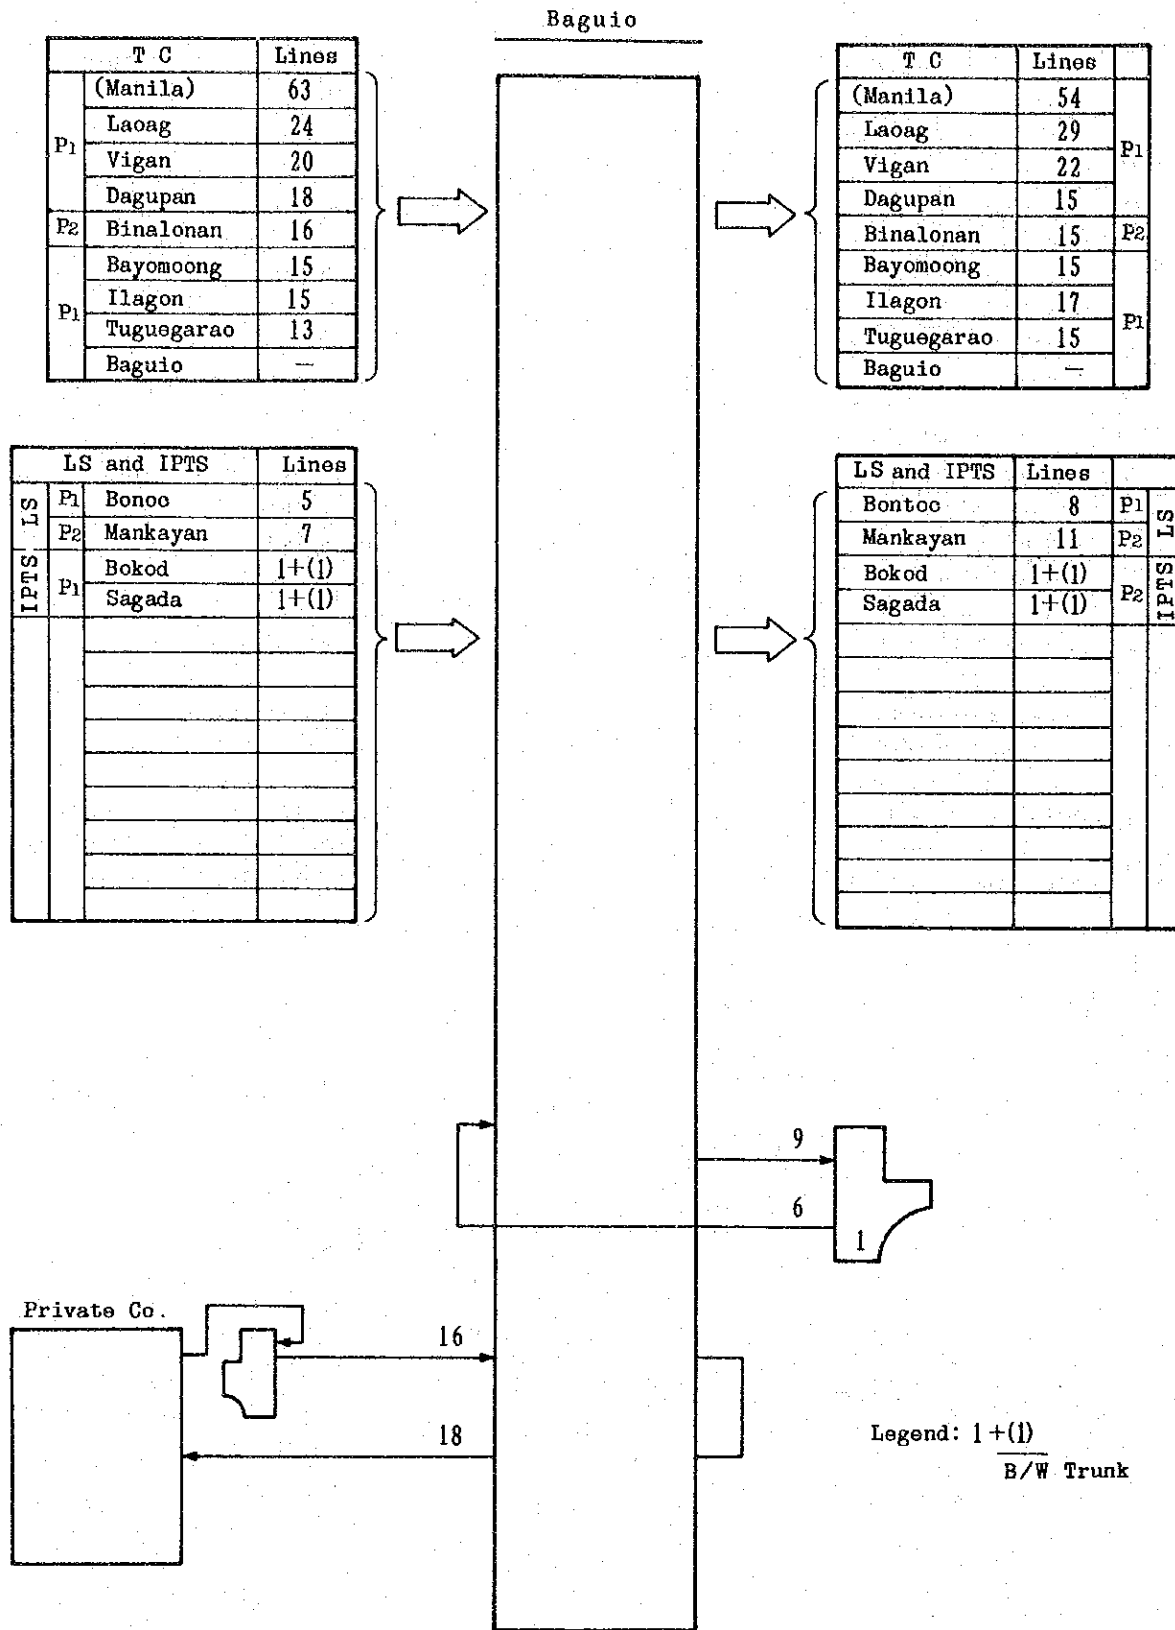 Baguio
T C Lines
P1 (Manila) 63
Laoag 24
Vigan 20
Dagupan 18
P2 Binalonan 16
P1 Bayomoong 15
Ilagon 15
Tuguegarao 13
Baguio —
T C Lines
(Manila) 54 P1
Laoag 29
Vigan 22
Dagupan 15
Binalonan 15 P2
Bayomoong 15 P1
Ilagon 17
Tuguegarao 15
Baguio —
LS and IPTS Lines
LS P1 Bonoc 5
P2 Mankayan 7
IPTS P1 Bokod 1+(1)
Sagada 1+(1)
LS and IPTS Lines
Bontoc 8 P1 LS
Mankayan 11 P2
Bokod 1+(1) P2 IPTS
Sagada 1+(1)
9
6
1
Private Co.
16
18
Legend: 1+(1)
B/W Trunk